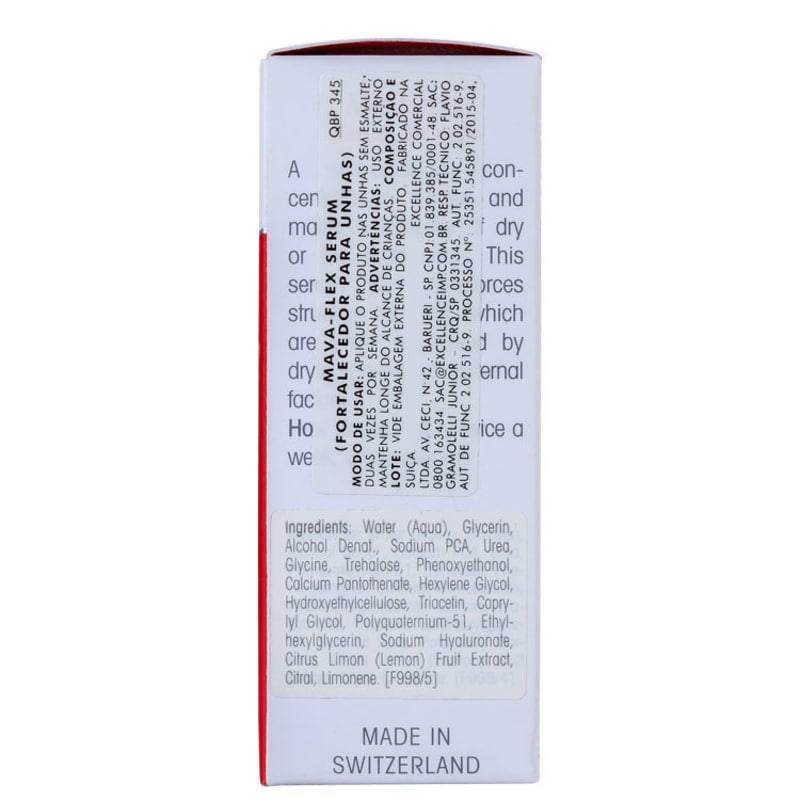 QBP 345
MAVA-FLEX SERUM
(FORTALECEDOR PARA UNHAS)
MODO DE USAR: APLIQUE O PRODUTO NAS UNHAS SEM ESMALTE,
DUAS VEZES POR SEMANA. ADVERTÊNCIAS: USO EXTERNO
MANTENHA LONGE DO ALCANCE DE CRIANÇAS. COMPOSIÇÃO E
LOTE: VIDE EMBALAGEM EXTERNA DO PRODUTO. FABRICADO NA
SUIÇA. EXCELLENCE COMERCIAL
LTDA. AV. CECI, Nº 42 - BARUERI - SP. CNPJ:01.839.385/0001-48. SAC:
0800 163434 SAC@EXCELLENCEIMP.COM.BR. RESP. TECNICO: FLAVIO
GRAMOLELLI JUNIOR - CRQ/SP 0331345. AUT. FUNC: 2 02.516-9.
AUT DE FUNC 2 02.516-9. PROCESSO Nº. 25351.545891/2015-04.
A con-
and
dry
or This
which
are by
dry
vice a
Ingredients: Water (Aqua), Glycerin,
Alcohol Denat., Sodium PCA, Urea,
Glycine, Trehalose, Phenoxyethanol,
Calcium Pantothenate, Hexylene Glycol,
Hydroxyethylcellulose, Triacetin, Capry-
lyl Glycol, Polyquaternium-51, Ethyl-
hexylglycerin, Sodium Hyaluronate,
Citrus Limon (Lemon) Fruit Extract,
Citral, Limonene. [F998/5]
MADE IN
SWITZERLAND